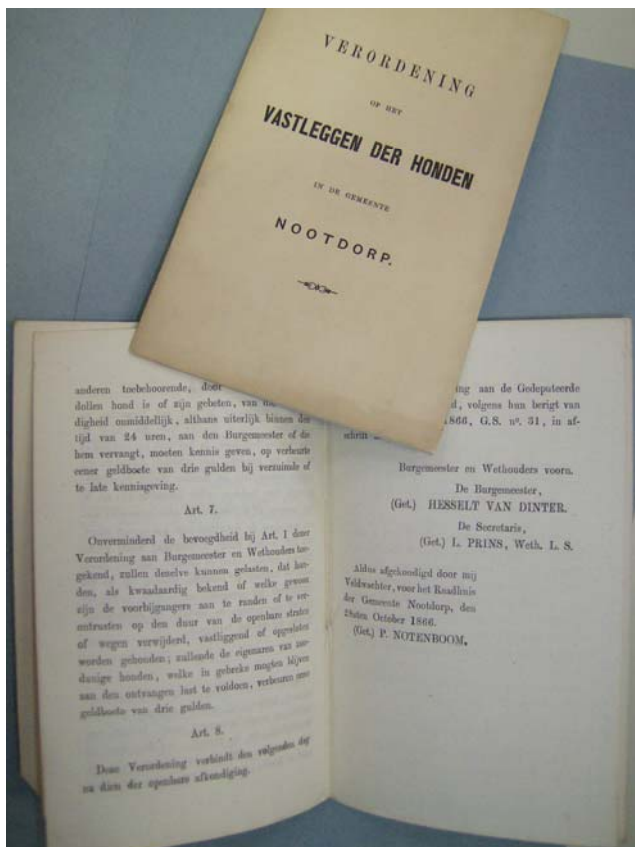 VERORDENING
OP HET
VASTLEGGEN DER HONDEN
IN DE GEMEENTE
NOOTDORP.
anderen toebehoorende, door
dollen hond is of zijn gebeten, van
digheid onmiddelijk, althans uiterlijk binnen den
tijd van 24 uren, aan den Burgemeester of die
hem vervangt, moeten kennis geven, op verbeurte
eener geldboete van drie gulden bij verzuimde of
te late kennisgeving.
Art. 7.
Onverminderd de bevoegdheid bij Art. 1 dezer
Verordening aan Burgemeester en Wethouders toe-
gekend, zullen dezelve kunnen gelasten, dat hon-
den, als kwaadaardig bekend of welke gewoon
zijn de voorbijgangers aan te randen of te ver-
ontrusten op den duur van de openbare straten
of wegen verwijderd, vastliggend of opgesloten
worden gehouden; zullende de eigenaren van zoo-
danige honden, welke in gebreke mogten blijven
aan den ontvangen last te voldoen, verbeuren eene
geldboete van drie gulden.
Art. 8.
Deze Verordening verbindt den volgenden dag
na dien der openbare afkondiging.
ing aan de Gedeputeerde
d, volgens hun berigt van
1866, G.S. n°. 31, in af-
schrift
Burgemeester en Wethouders voorn.
De Burgemeester,
(Get.) HESSELT VAN DINTER.
De Secretaris,
(Get.) L. PRINS, Weth. L. S.
Aldus afgekondigd door mij
Veldwachter, voor het Raadhuis
der Gemeente Nootdorp, den
28sten October 1866.
(Get.) P. NOTENBOOM.